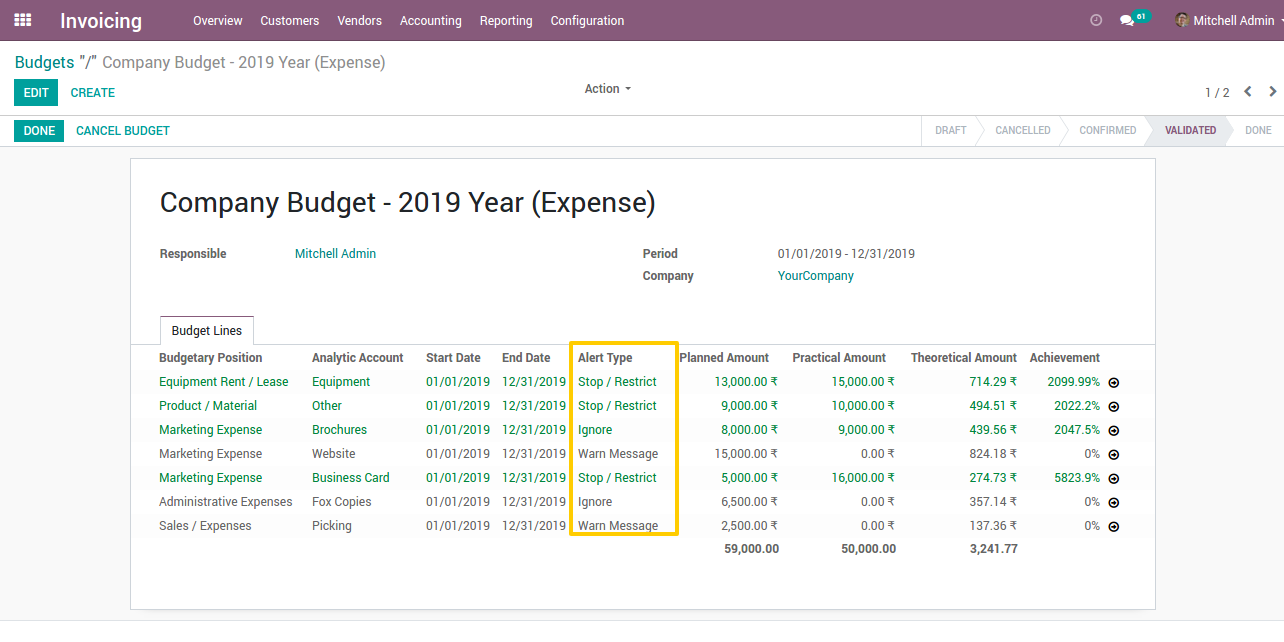 Invoicing Overview Customers Vendors Accounting Reporting Configuration 61 Mitchell Admin
Budgets "/" Company Budget - 2019 Year (Expense)
EDIT CREATE Action 1 / 2
DONE CANCEL BUDGET DRAFT CANCELLED CONFIRMED VALIDATED DONE
Company Budget - 2019 Year (Expense)
Responsible Mitchell Admin Period 01/01/2019 - 12/31/2019
Company YourCompany
Budget Lines
Budgetary Position Analytic Account Start Date End Date Alert Type Planned Amount Practical Amount Theoretical Amount Achievement
Equipment Rent / Lease Equipment 01/01/2019 12/31/2019 Stop / Restrict 13,000.00 ₹ 15,000.00 ₹ 714.29 ₹ 2099.99%
Product / Material Other 01/01/2019 12/31/2019 Stop / Restrict 9,000.00 ₹ 10,000.00 ₹ 494.51 ₹ 2022.2%
Marketing Expense Brochures 01/01/2019 12/31/2019 Ignore 8,000.00 ₹ 9,000.00 ₹ 439.56 ₹ 2047.5%
Marketing Expense Website 01/01/2019 12/31/2019 Warn Message 15,000.00 ₹ 0.00 ₹ 824.18 ₹ 0%
Marketing Expense Business Card 01/01/2019 12/31/2019 Stop / Restrict 5,000.00 ₹ 16,000.00 ₹ 274.73 ₹ 5823.9%
Administrative Expenses Fox Copies 01/01/2019 12/31/2019 Ignore 6,500.00 ₹ 0.00 ₹ 357.14 ₹ 0%
Sales / Expenses Picking 01/01/2019 12/31/2019 Warn Message 2,500.00 ₹ 0.00 ₹ 137.36 ₹ 0%
59,000.00 50,000.00 3,241.77